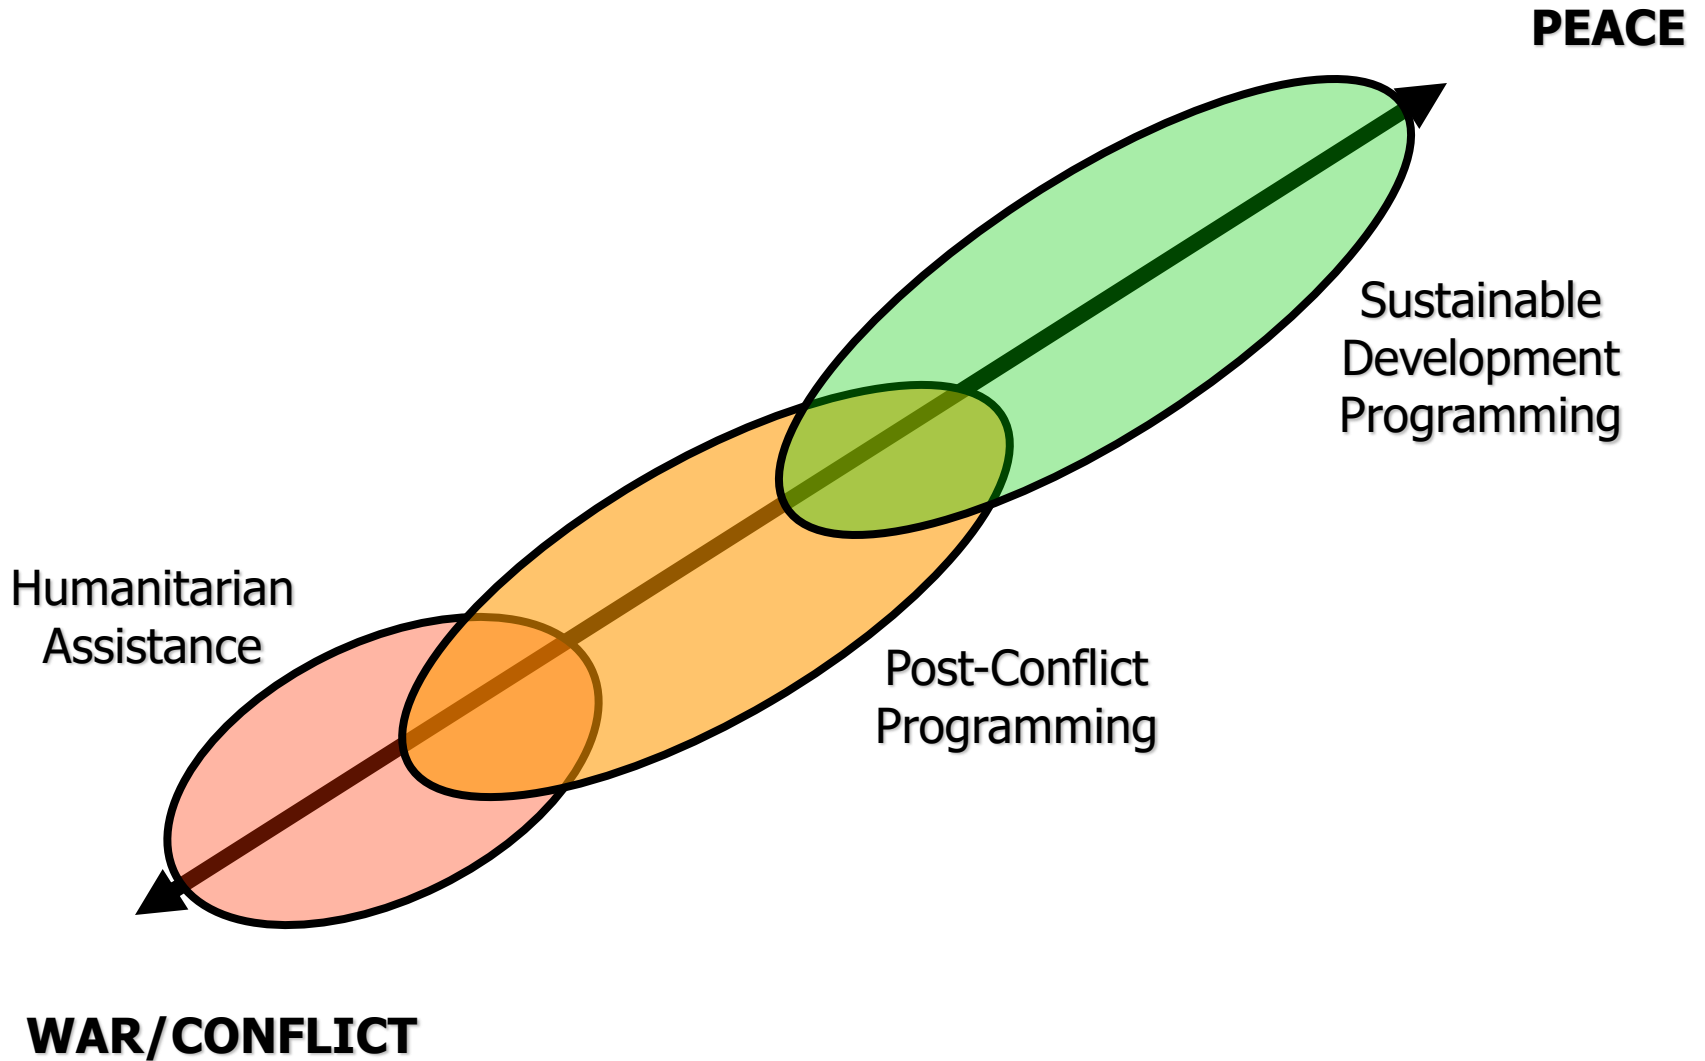 PEACE
Sustainable
Development
Programming
Humanitarian
Assistance
Post-Conflict
Programming
WAR/CONFLICT